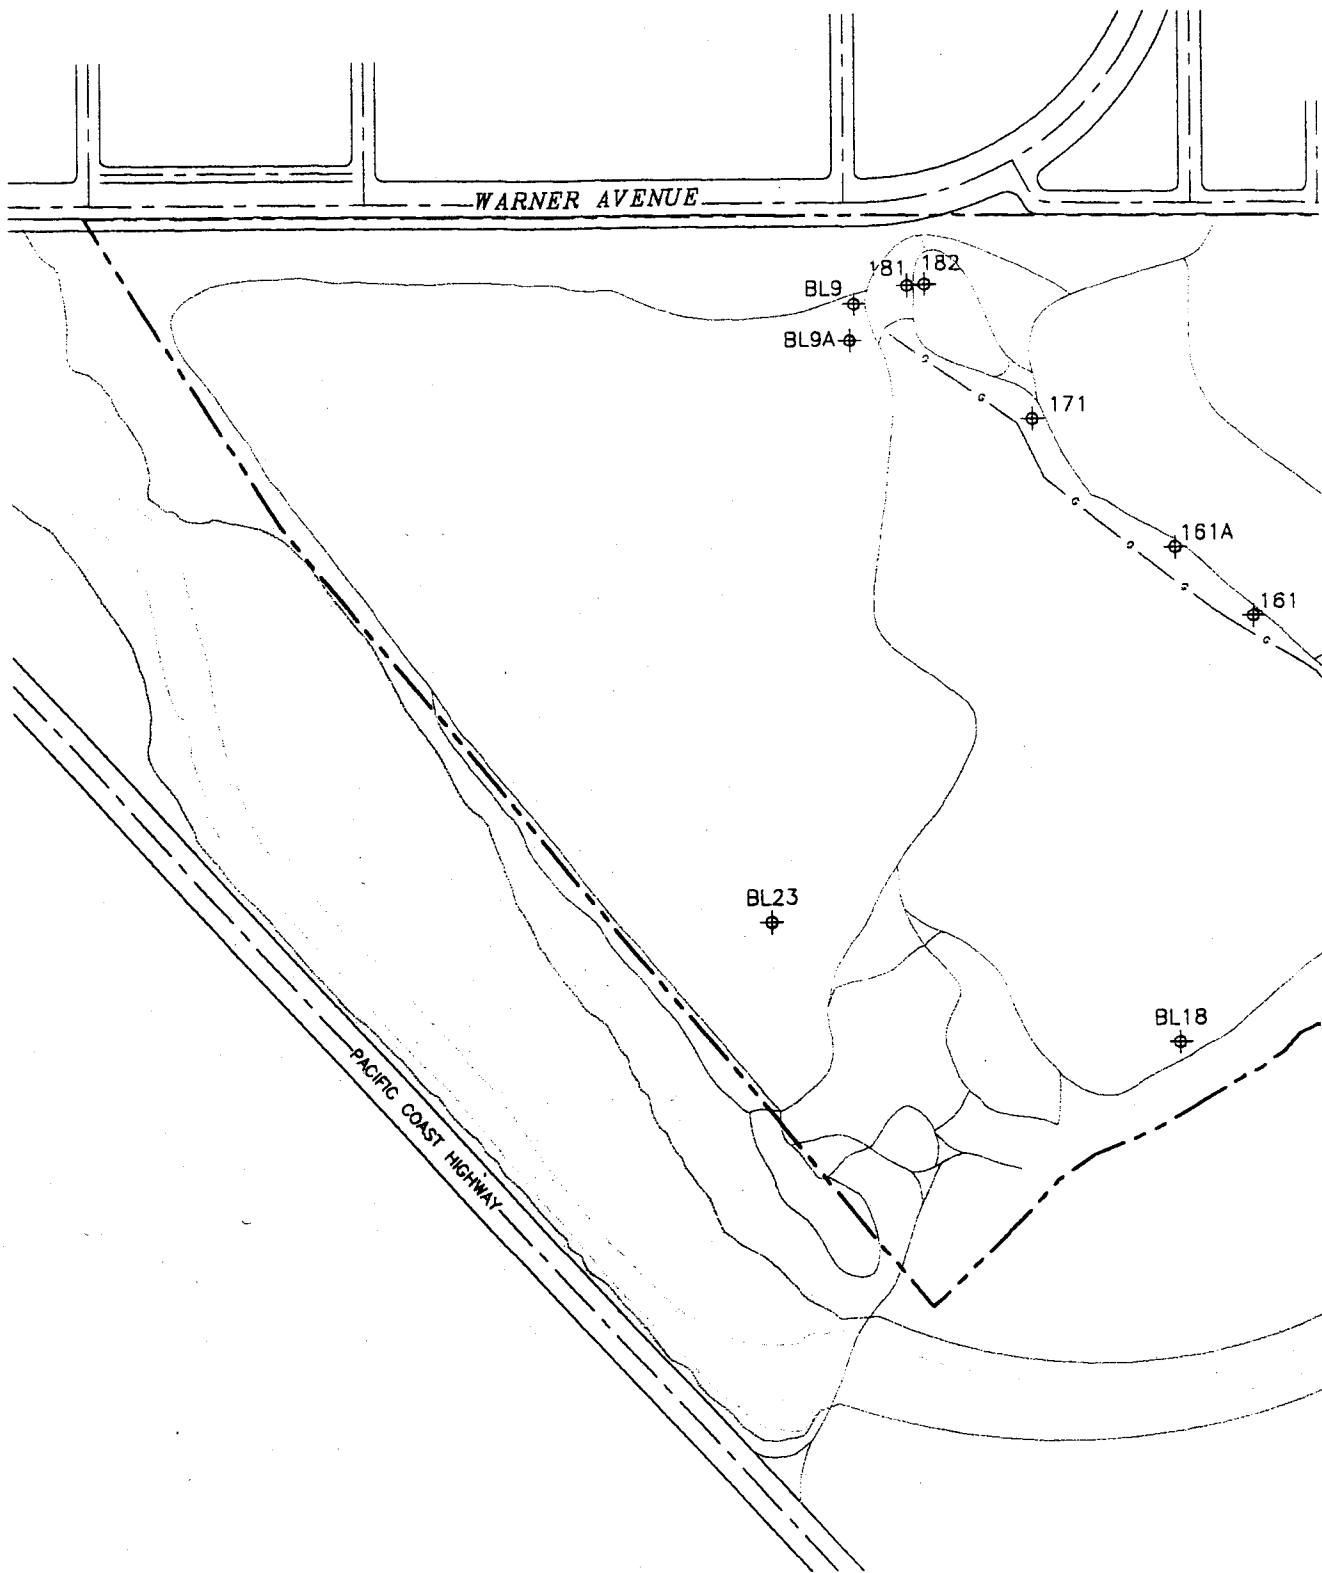 WARNER AVENUE
181 182
BL9
BL9A
G
G
171
G
161A
G
G
161
G
BL23
BL18
PACIFIC COAST HIGHWAY